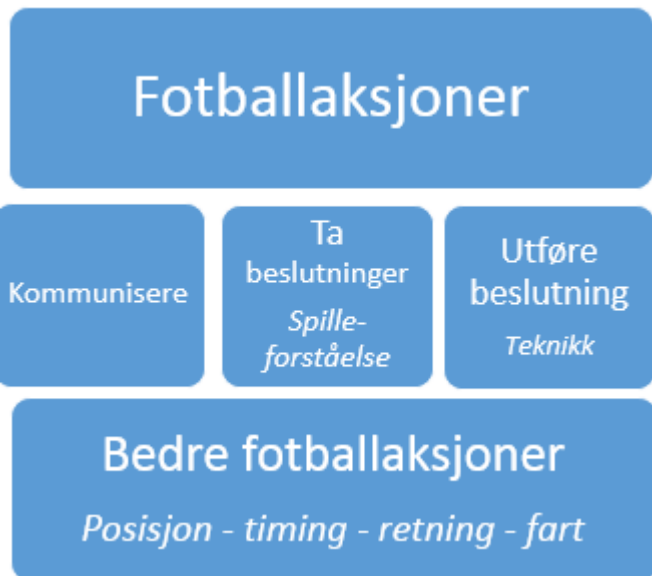 Fotballaksjoner
Kommunisere
Ta
beslutninger
Spille-
forståelse
Utføre
beslutning
Teknikk
Bedre fotballaksjoner
Posisjon - timing - retning - fart